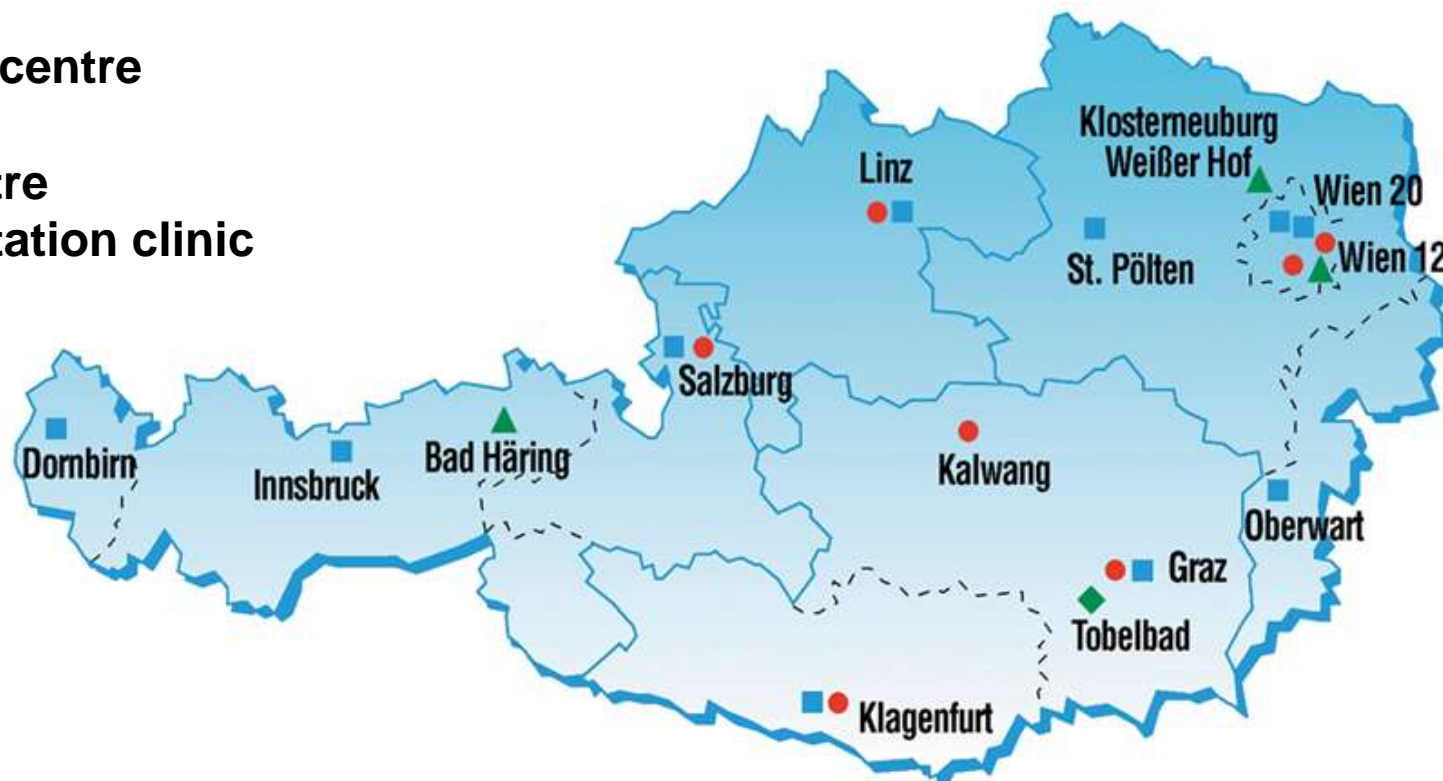 centre
tre
tation clinic
Klosterneuburg
Weißer Hof
Linz
Wien 20
St. Pölten
Wien 12
Salzburg
Dornbirn
Innsbruck
Bad Häring
Kalwang
Oberwart
Graz
Tobelbad
Klagenfurt